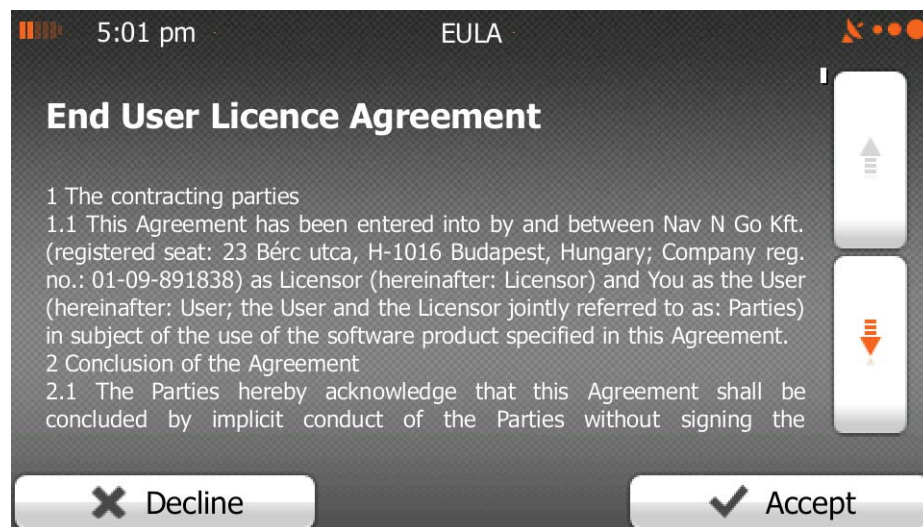 5:01 pm
EULA
End User Licence Agreement
1 The contracting parties
1.1 This Agreement has been entered into by and between Nav N Go Kft.
(registered seat: 23 Bérc utca, H-1016 Budapest, Hungary; Company reg.
no.: 01-09-891838) as Licensor (hereinafter: Licensor) and You as the User
(hereinafter: User; the User and the Licensor jointly referred to as: Parties)
in subject of the use of the software product specified in this Agreement.
2 Conclusion of the Agreement
2.1 The Parties hereby acknowledge that this Agreement shall be
concluded by implicit conduct of the Parties without signing the
Decline
Accept